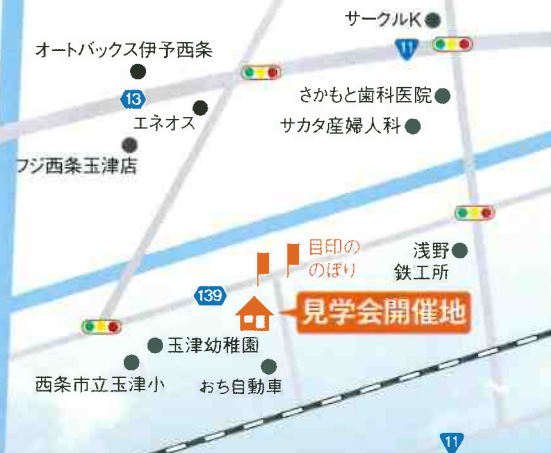 サークルK
11
オートバックス伊予西条
13
さかもと歯科医院
エネオス
サカタ産婦人科
フジ西条玉津店
目印の
のぼり
浅野
鉄工所
139
見学会開催地
玉津幼稚園
西条市立玉津小
おち自動車
11